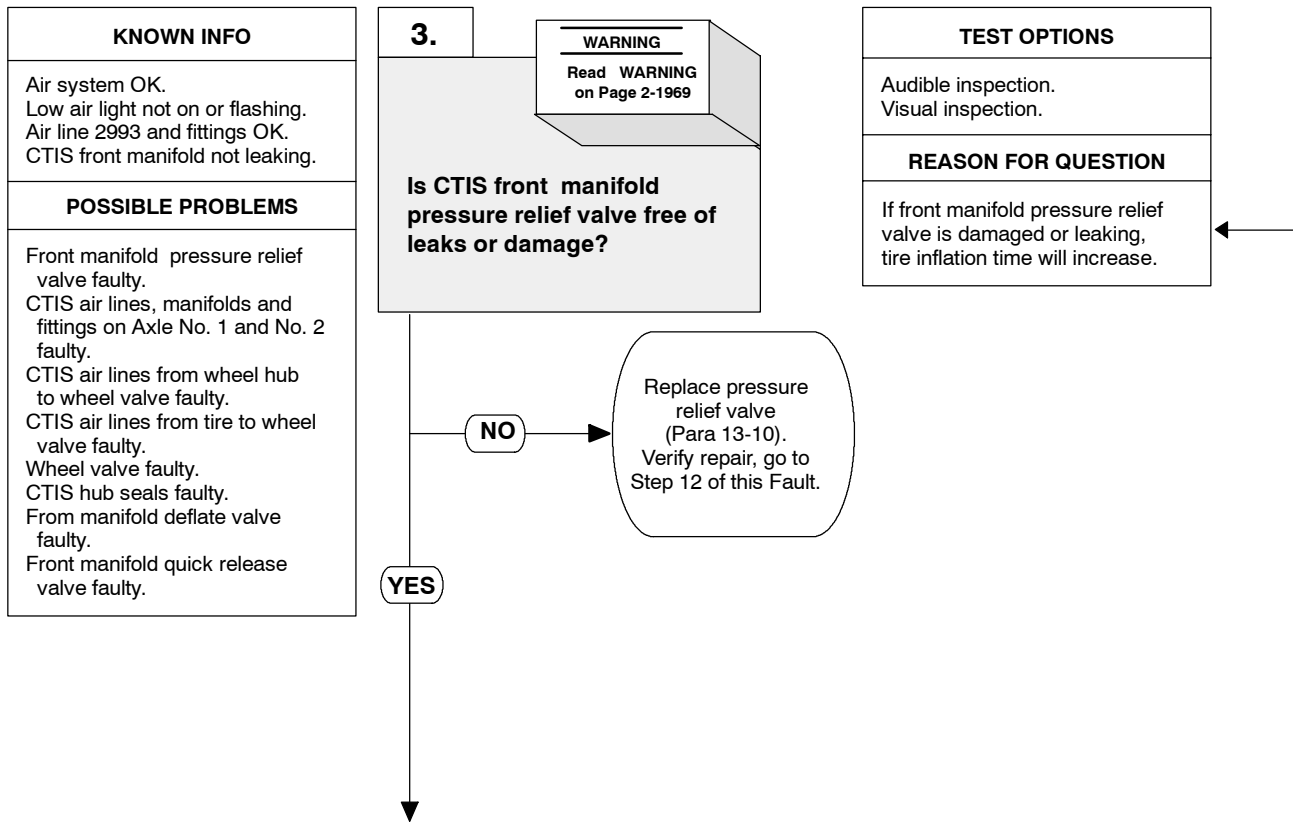 KNOWN INFO
Air system OK.
Low air light not on or flashing.
Air line 2993 and fittings OK.
CTIS front manifold not leaking.
POSSIBLE PROBLEMS
Front manifold pressure relief
valve faulty.
CTIS air lines, manifolds and
fittings on Axle No. 1 and No. 2
faulty.
CTIS air lines from wheel hub
to wheel valve faulty.
CTIS air lines from tire to wheel
valve faulty.
Wheel valve faulty.
CTIS hub seals faulty.
From manifold deflate valve
faulty.
Front manifold quick release
valve faulty.
3.
WARNING
Read WARNING
on Page 2-1969
Is CTIS front manifold
pressure relief valve free of
leaks or damage?
NO
Replace pressure
relief valve
(Para 13-10).
Verify repair, go to
Step 12 of this Fault.
YES
TEST OPTIONS
Audible inspection.
Visual inspection.
REASON FOR QUESTION
If front manifold pressure relief
valve is damaged or leaking,
tire inflation time will increase.